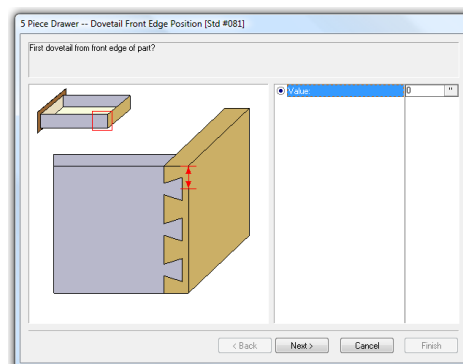 5 Piece Drawer -- Dovetail Front Edge Position [Std #081]
First dovetail from front edge of part?
Value: 0 "
< Back Next > Cancel Finish